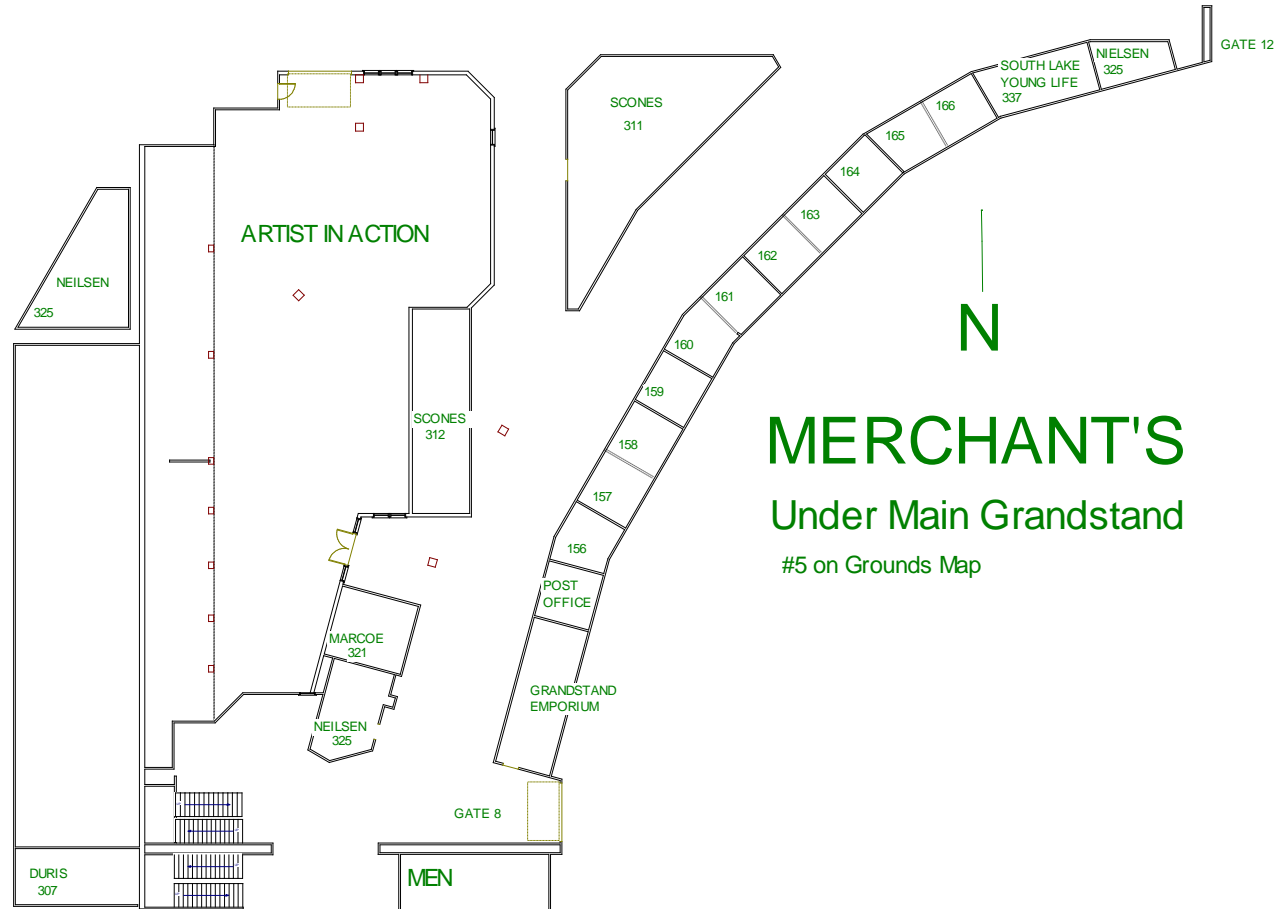 GATE 12
NIELSEN
325
SOUTH LAKE
YOUNG LIFE
337
166
165
164
163
162
161
160
159
158
157
156
SCONES
311
ARTIST IN ACTION
NEILSEN
325
N
SCONES
312
MERCHANT'S
Under Main Grandstand
#5 on Grounds Map
POST
OFFICE
MARCOE
321
GRANDSTAND
EMPORIUM
NEILSEN
325
GATE 8
DURIS
307
MEN